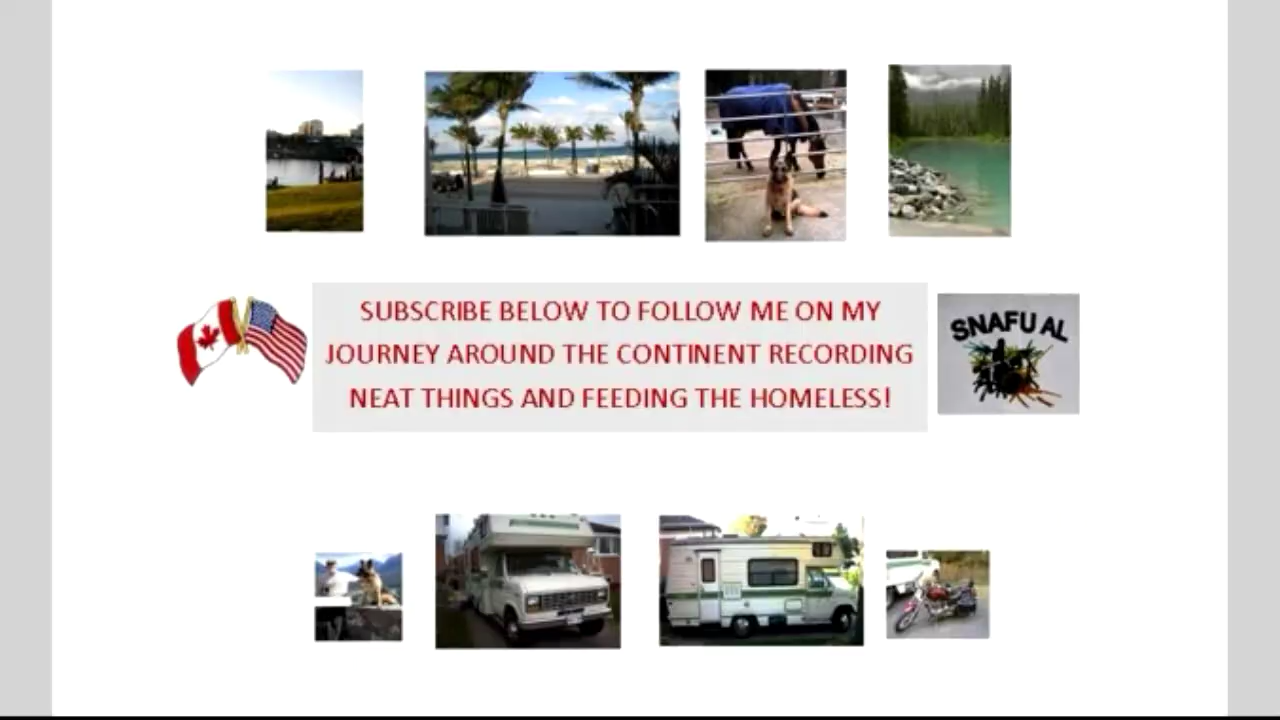 SUBSCRIBE BELOW TO FOLLOW ME ON MY
JOURNEY AROUND THE CONTINENT RECORDING
NEAT THINGS AND FEEDING THE HOMELESS!
SNAFU AL